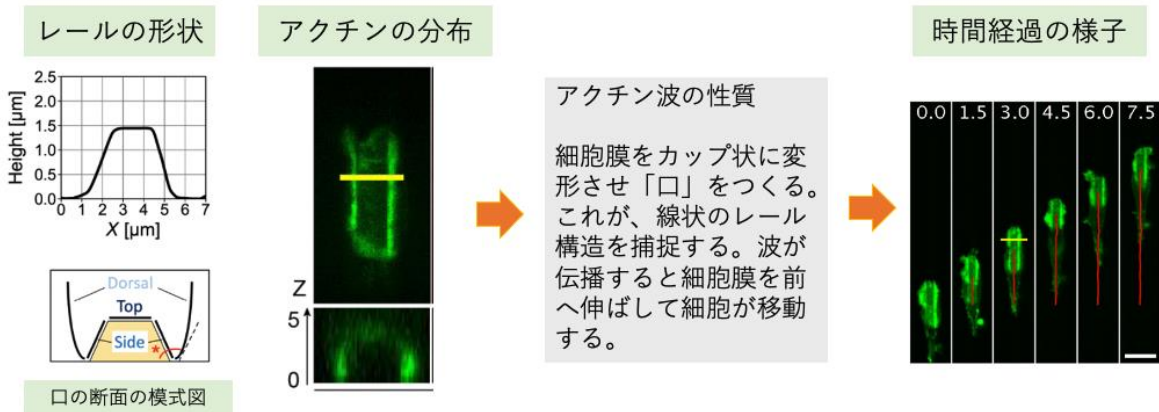 レールの形状
アクチンの分布
時間経過の様子
2.5
2.0
1.5
1.0
0.5
0.0
Height [μm]
0 1 2 3 4 5 6 7
X [μm]
Dorsal
Top
Side
*
口の断面の模式図
Z
5
0
アクチン波の性質
細胞膜をカップ状に変
形させ「口」をつくる。
これが、線状のレール
構造を捕捉する。波が
伝播すると細胞膜を前
へ伸ばして細胞が移動
する。
0.0 1.5 3.0 4.5 6.0 7.5